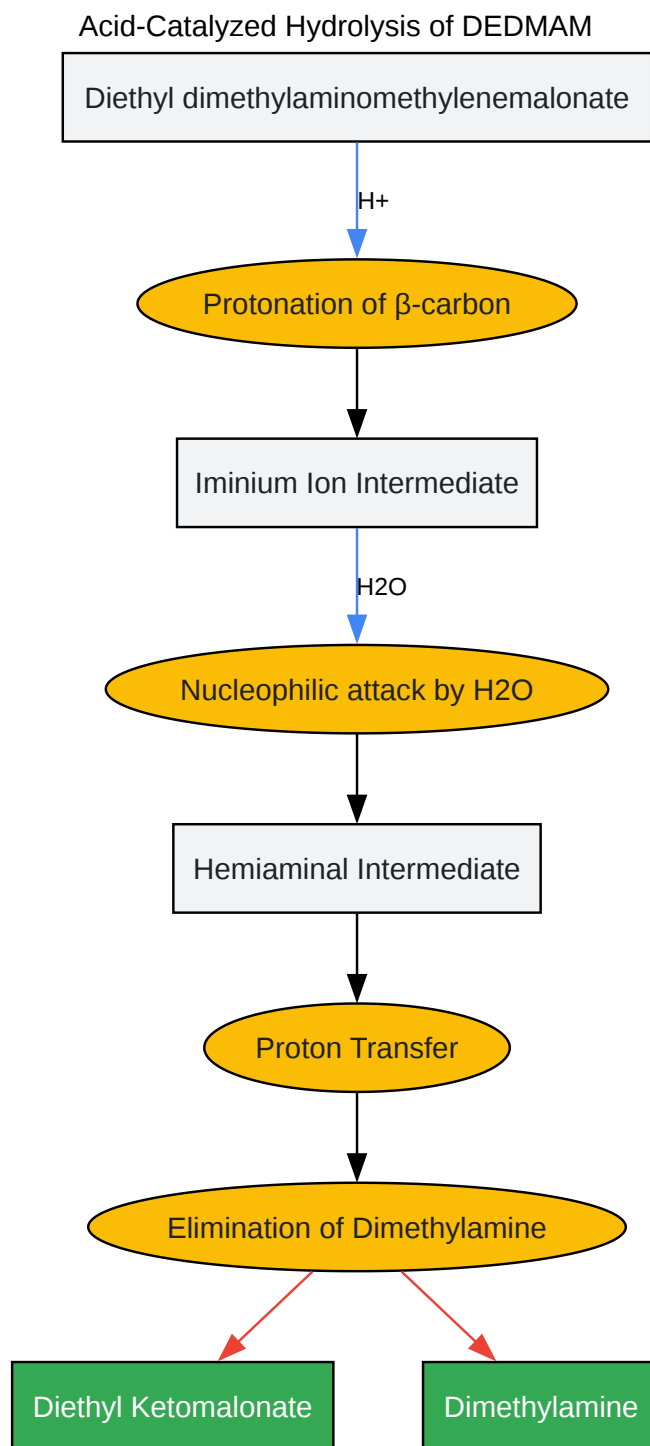 Acid-Catalyzed Hydrolysis of DEDMAM
Diethyl dimethylaminomethylenemalonate
H+
Protonation of β-carbon
Iminium Ion Intermediate
H2O
Nucleophilic attack by H2O
Hemiaminal Intermediate
Proton Transfer
Elimination of Dimethylamine
Diethyl Ketomalonate
Dimethylamine